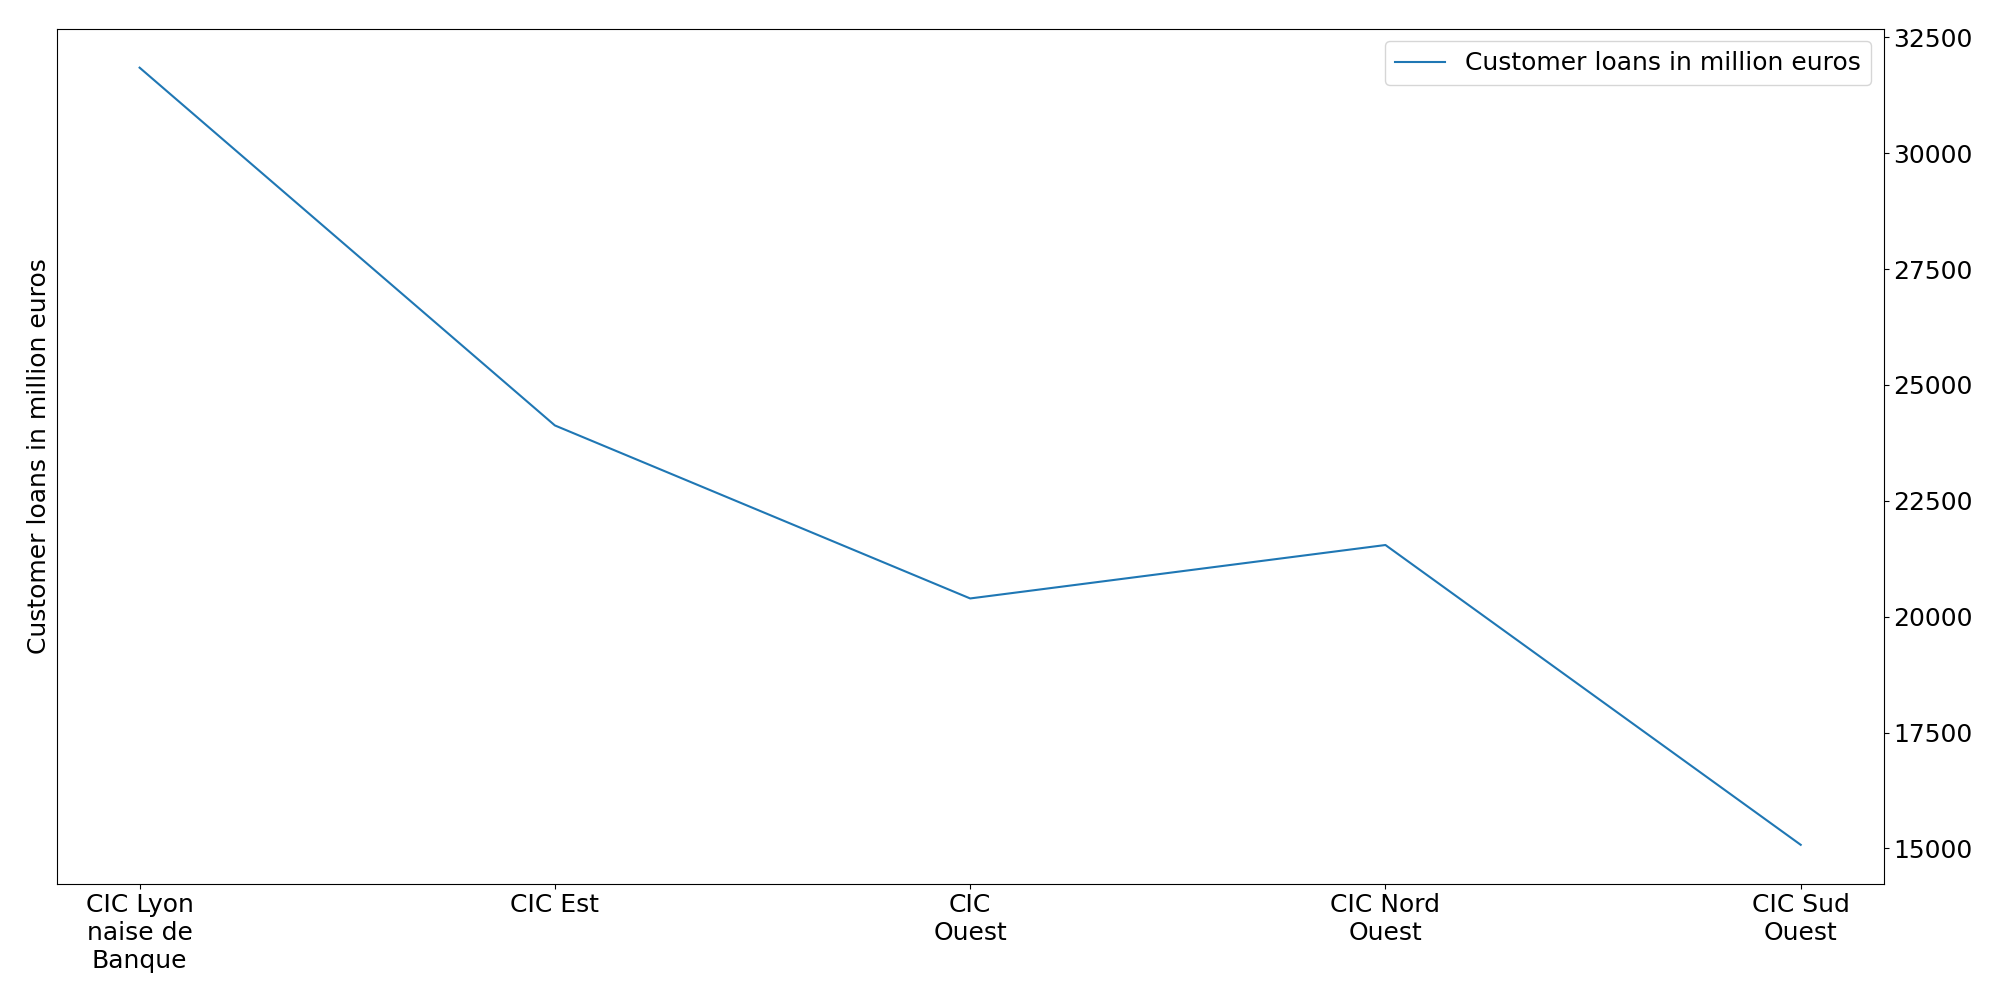 Customer loans in million euros
Customer loans in million euros
32500
30000
27500
25000
22500
20000
17500
15000
CIC Lyon
naise de
Banque
CIC Est
CIC
Ouest
CIC Nord
Ouest
CIC Sud
Ouest